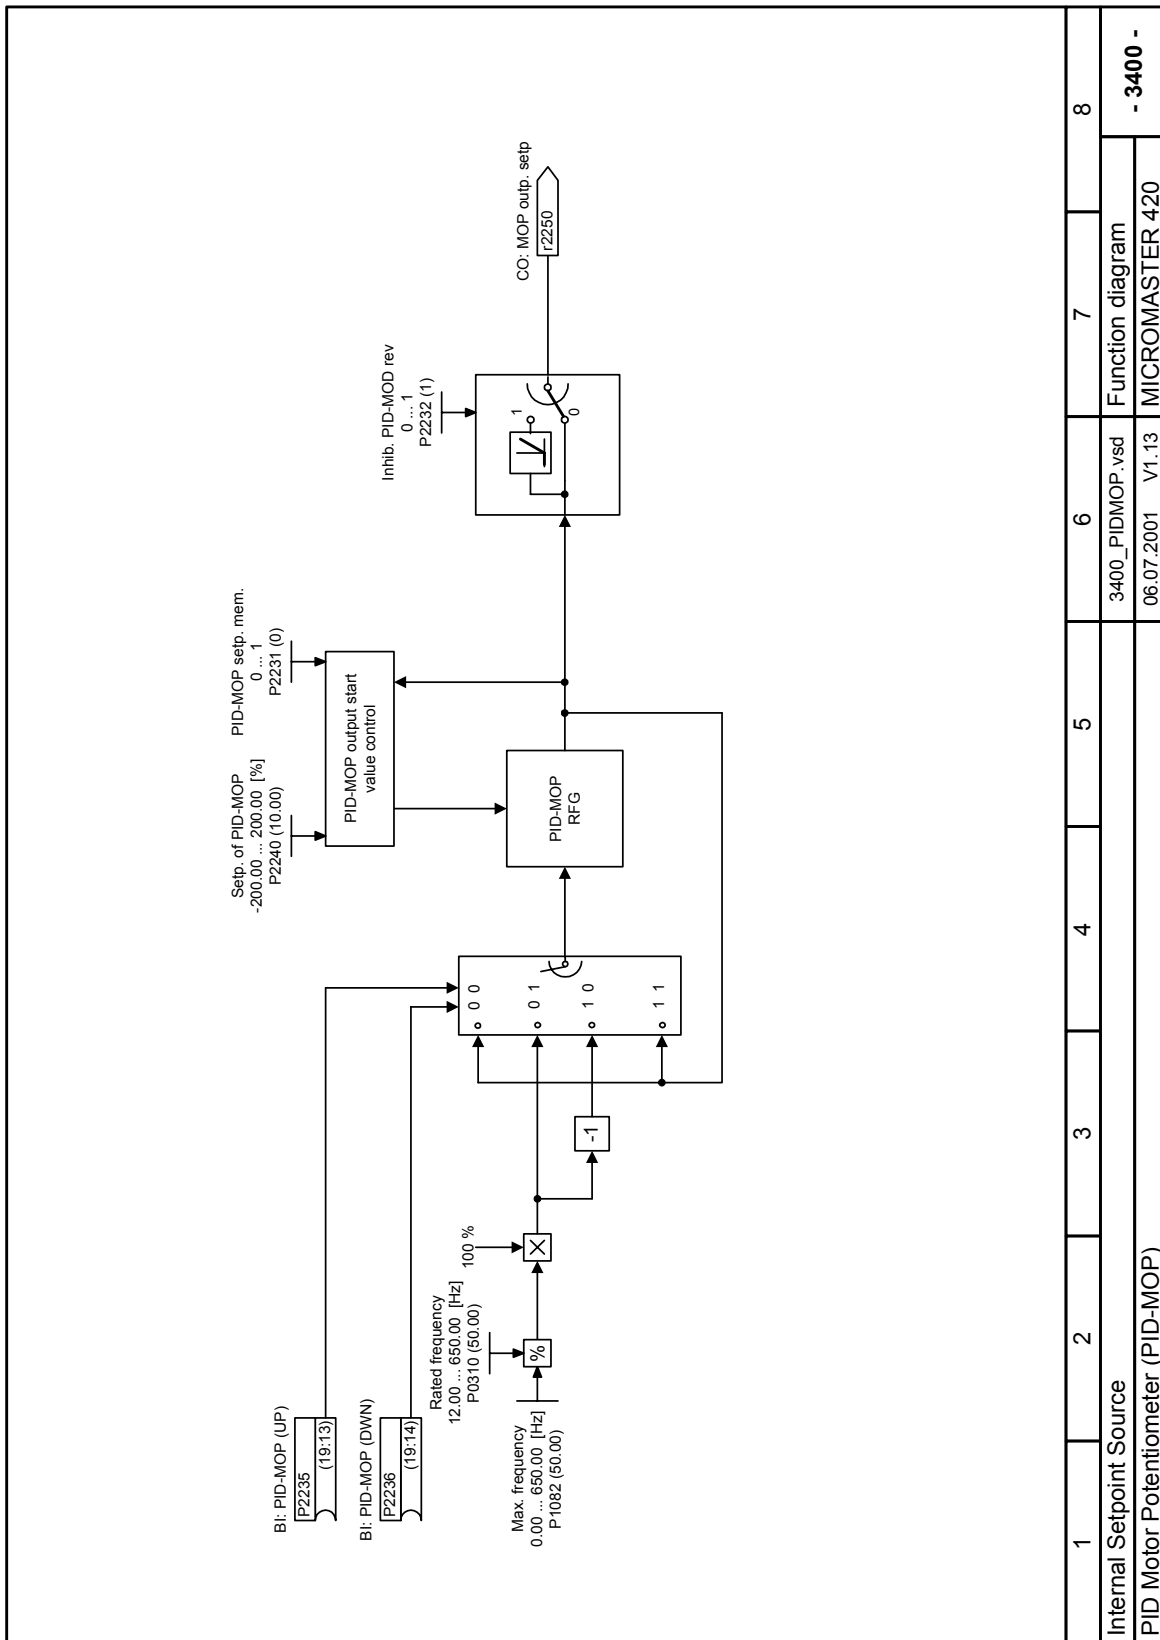 BI: PID-MOP (UP)
P2235
(19:13)
BI: PID-MOP (DWN)
P2236
(19:14)
Max. frequency
0.00 ... 650.00 [Hz]
P1082 (50.00)
Rated frequency
12.00 ... 650.00 [Hz]
P0310 (50.00)
%
100 %
-1
0 0
0 1
1 0
1 1
Setp. of PID-MOP
-200.00 ... 200.00 [%]
P2240 (10.00)
PID-MOP setp. mem.
0 ... 1
P2231 (0)
PID-MOP output start
value control
PID-MOP
RFG
Inhib. PID-MOD rev
0 ... 1
P2232 (1)
1
0
CO: MOP outp. setp
r2250
1 2 3 4 5 6 7 8
Internal Setpoint Source
3400_PIDMOP.vsd
Function diagram
- 3400 -
PID Motor Potentiometer (PID-MOP)
06.07.2001 V1.13
MICROMASTER 420